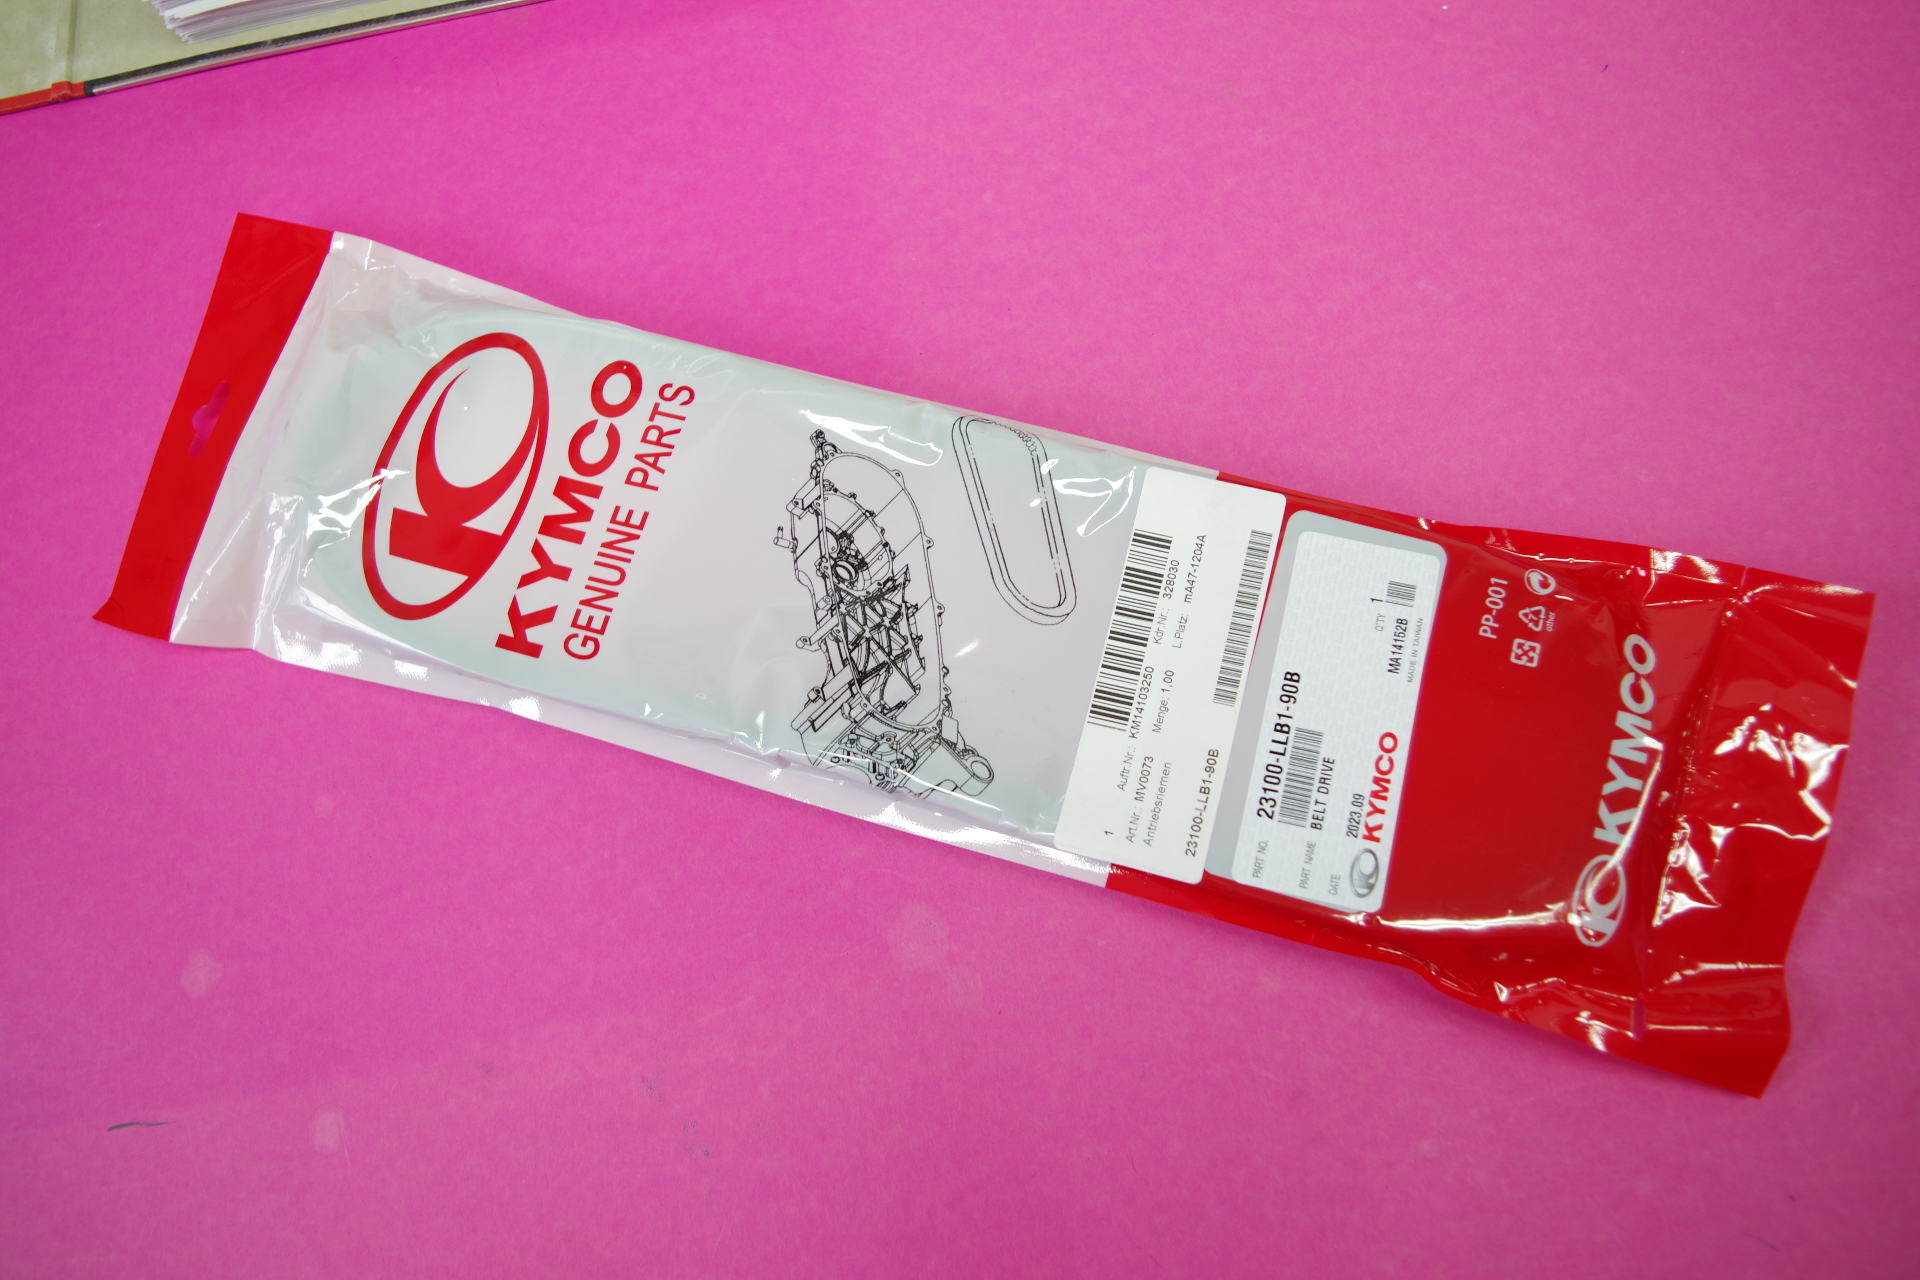 KYMCO
GENUINE PARTS
1
Auftr.Nr.: KM14103250 Kdr.Nr.: 328030
Art.Nr.: MV0073 Menge: 1,00 L.Platz: mA47-1204A
Antriebsriemen
23100-LLB1-90B
PART NO. 23100-LLB1-90B
PART NAME BELT DRIVE
Q'TY 1
DATE 2023.09
MA14152B
MADE IN TAIWAN
KYMCO
PP-001
7
other
KYMCO